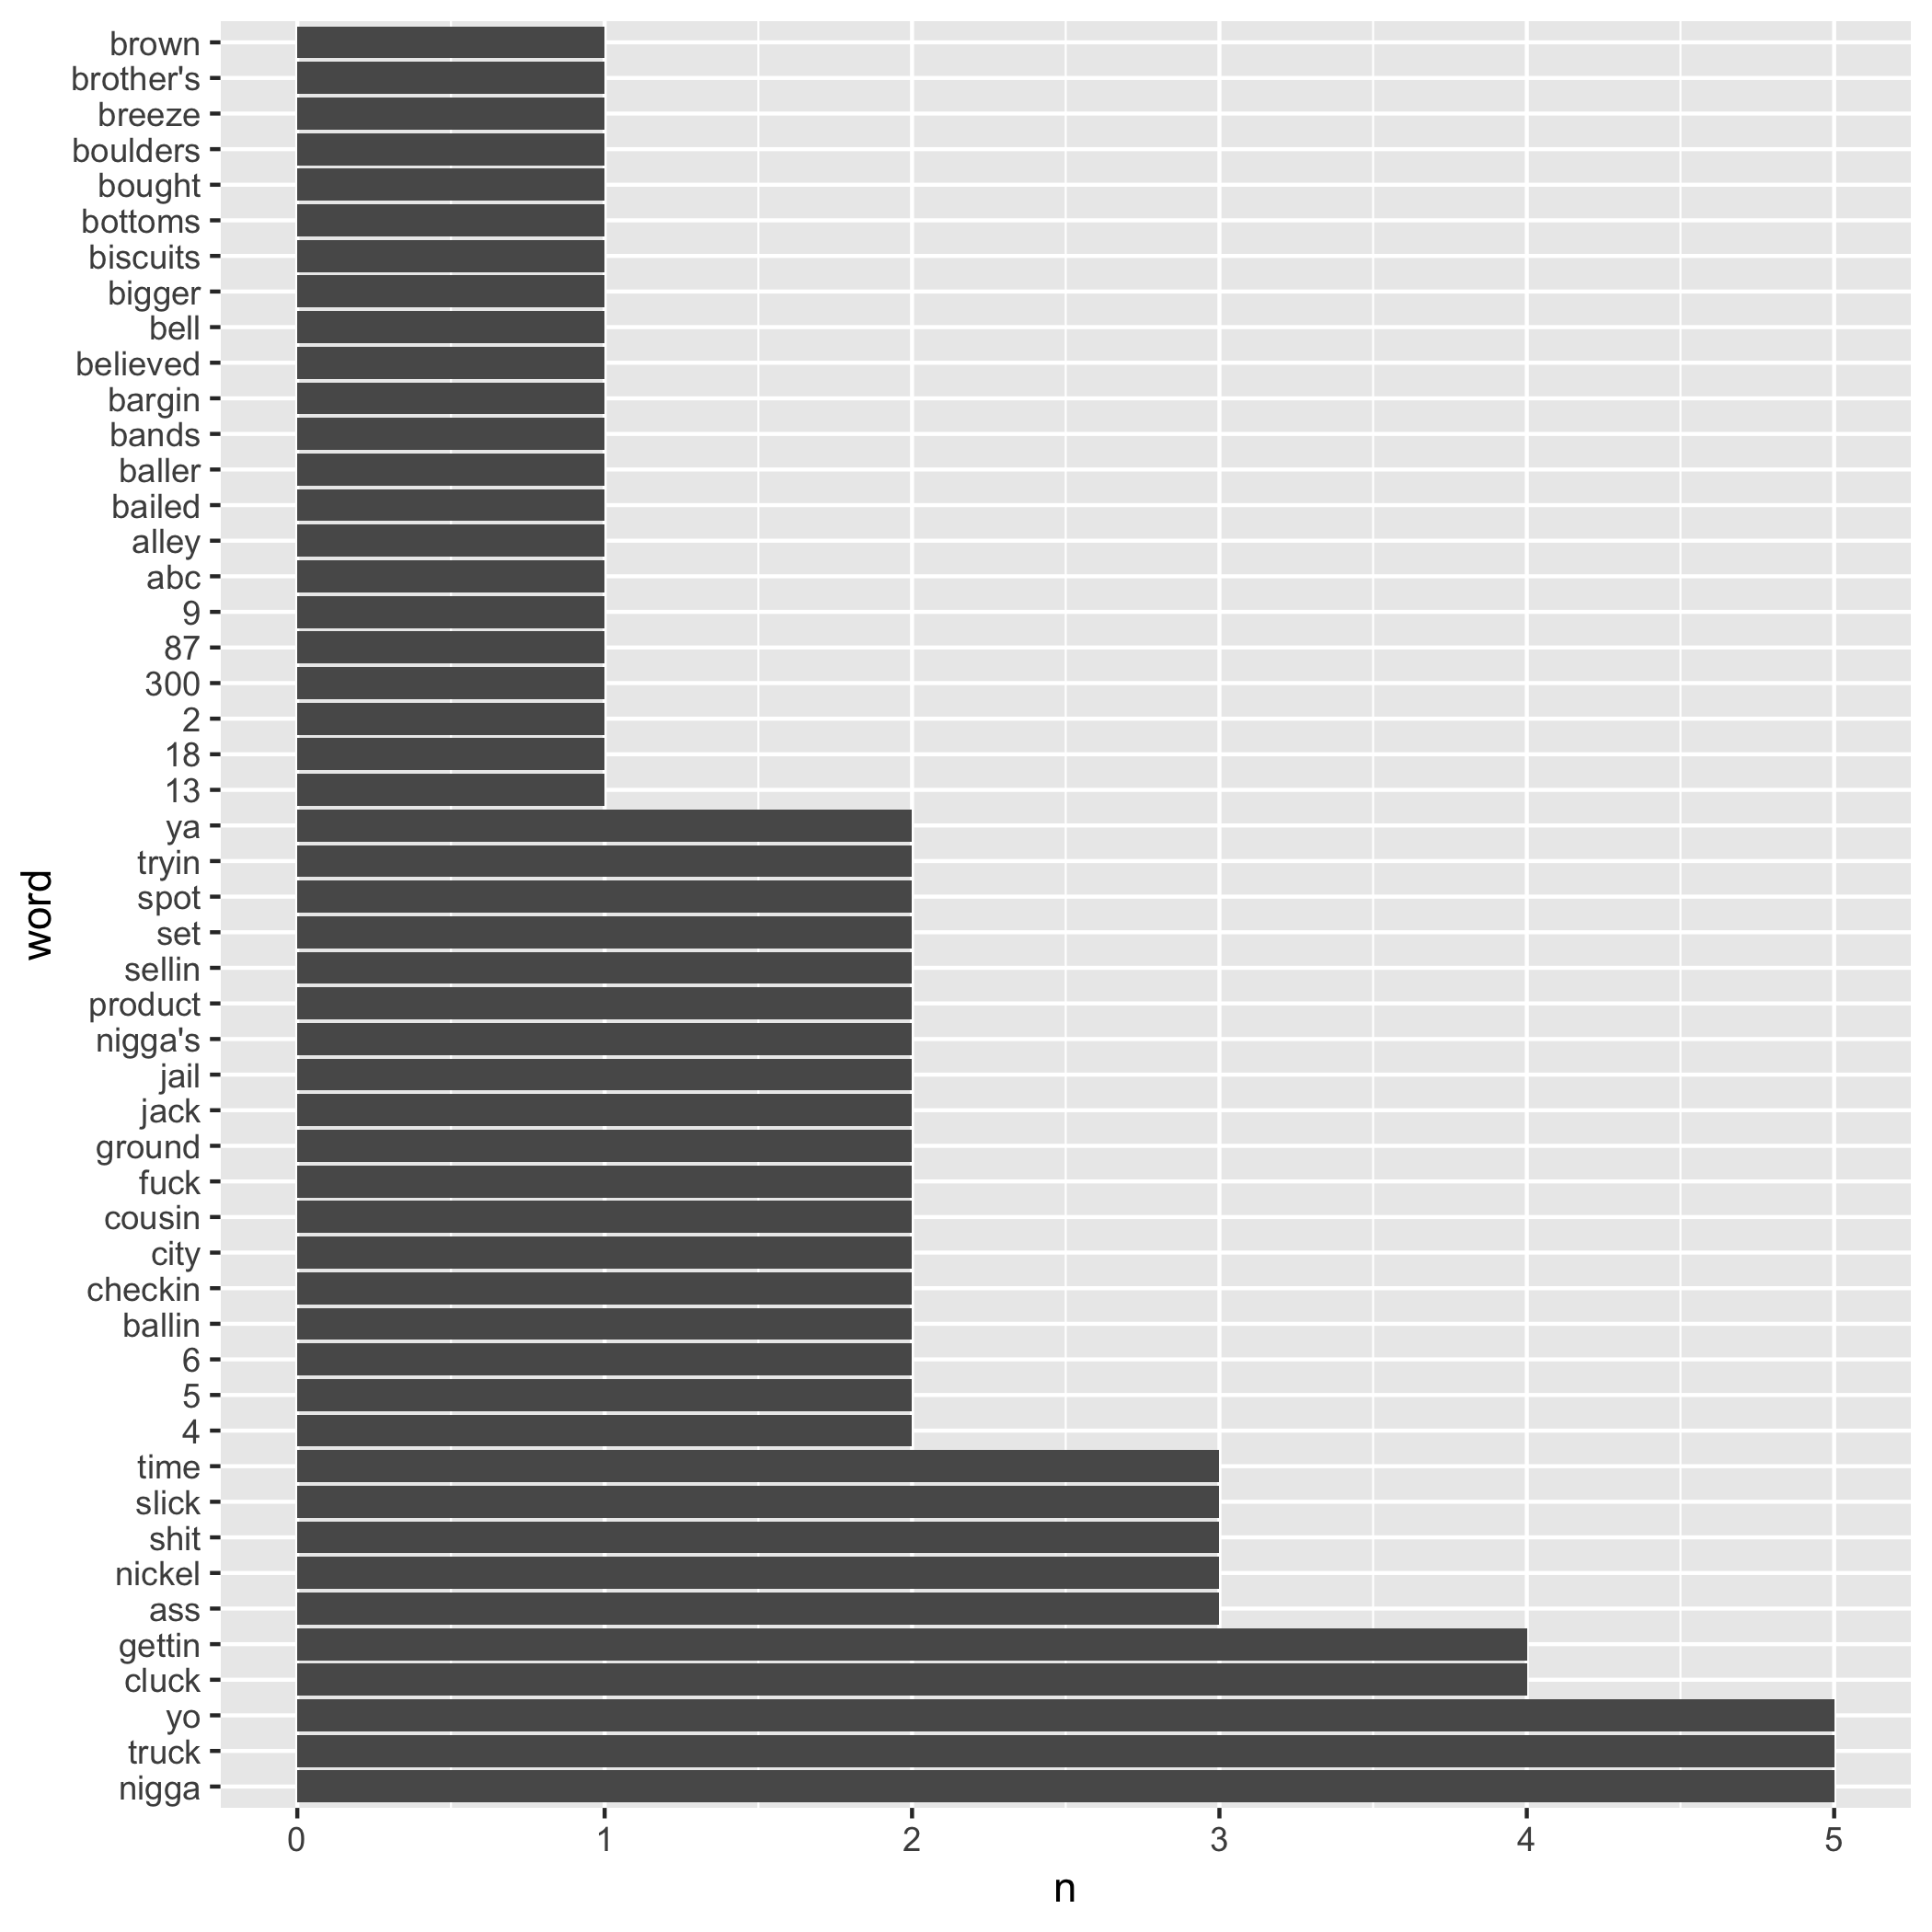 brown
brother's
breeze
boulders
bought
bottoms
biscuits
bigger
bell
believed
bargin
bands
baller
bailed
alley
abc
9
87
300
2
18
13
ya
tryin
spot
set
sellin
product
nigga's
jail
jack
ground
fuck
cousin
city
checkin
ballin
6
5
4
time
slick
shit
nickel
ass
gettin
cluck
yo
truck
nigga
word
0 1 2 3 4 5
n